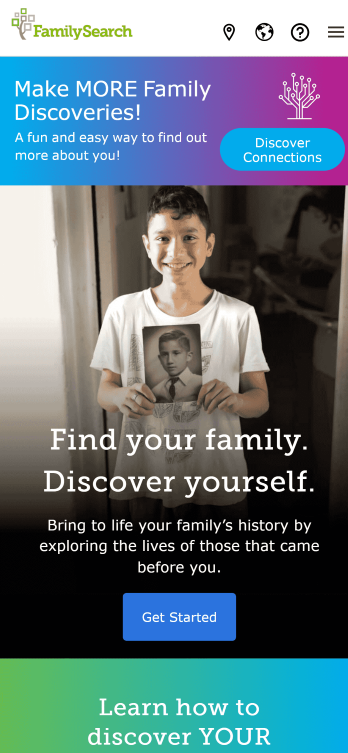 FamilySearch
Make MORE Family
Discoveries!
A fun and easy way to find out
more about you!
Discover
Connections
Find your family.
Discover yourself.
Bring to life your family’s history by
exploring the lives of those that came
before you.
Get Started
Learn how to
discover YOUR